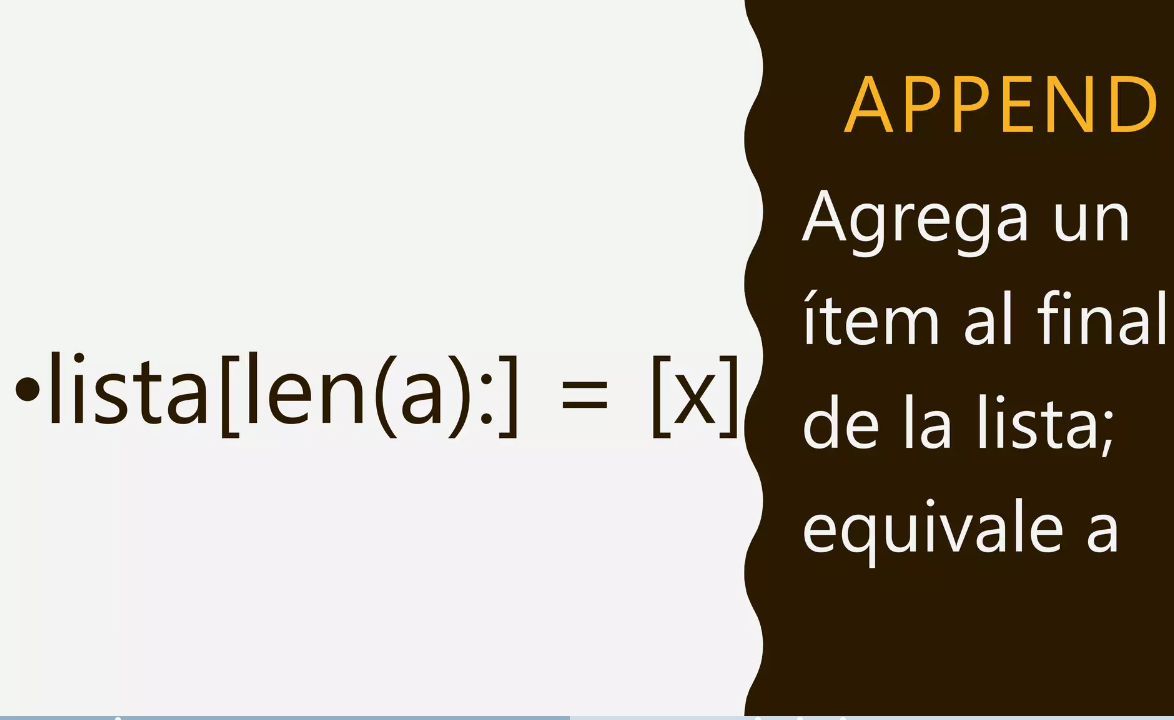 APPEND
Agrega un
ítem al final
de la lista;
equivale a
•lista[len(a):] = [x]